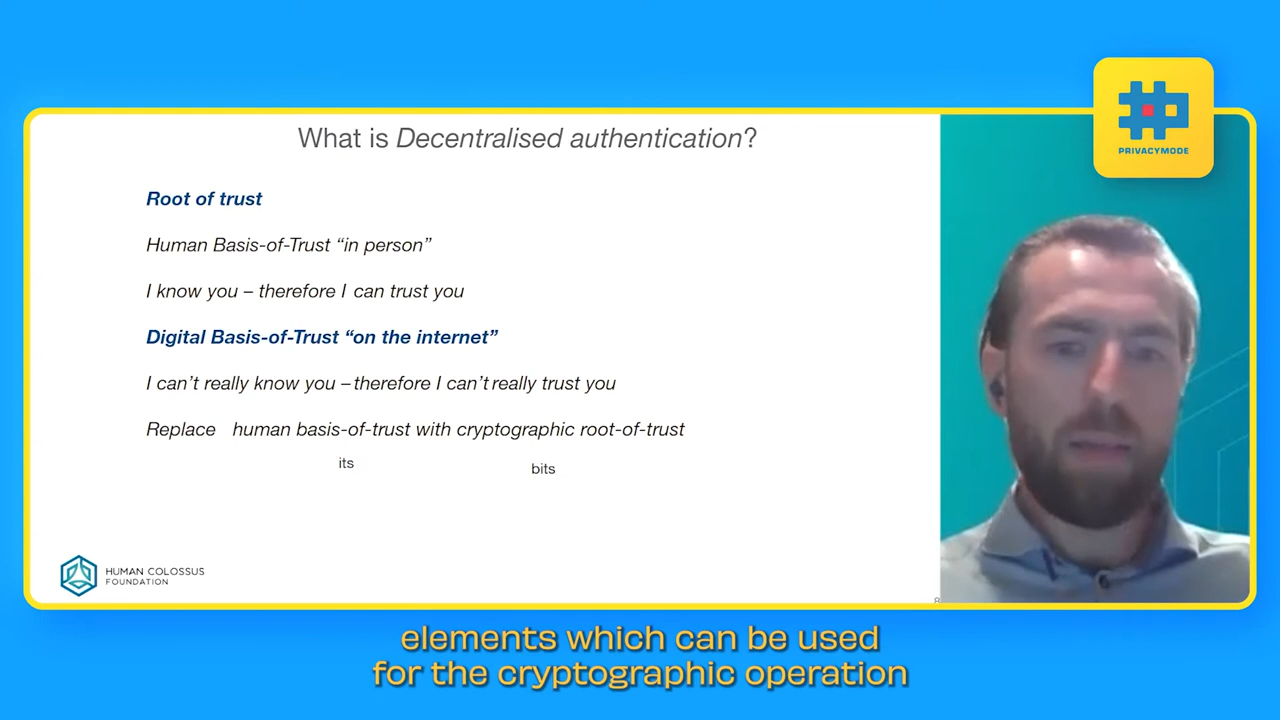 PRIVACYMODE
What is Decentralised authentication?
Root of trust
Human Basis-of-Trust “in person”
I know you – therefore I can trust you
Digital Basis-of-Trust “on the internet”
I can’t really know you – therefore I can’t really trust you
Replace human basis-of-trust with cryptographic root-of-trust
its
bits
HUMAN COLOSSUS
FOUNDATION
8
elements which can be used
for the cryptographic operation